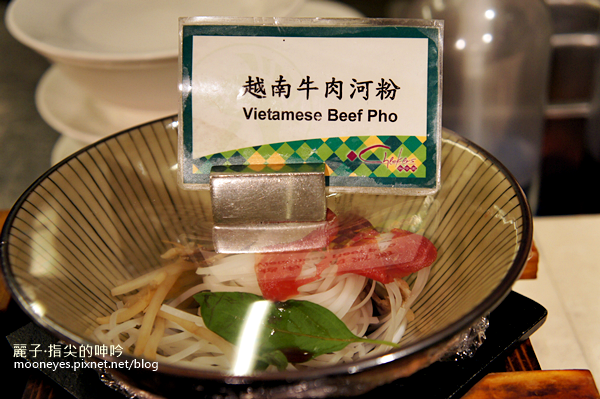 越南牛肉河粉
Vietamese Beef Pho
Checkers
麗子·指尖的呻吟
mooneyes.pixnet.net/blog